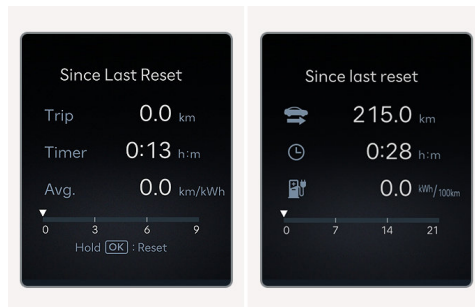 Since Last Reset
Trip 0.0 km
Timer 0:13 h:m
Avg. 0.0 km/kWh
0 3 6 9
Hold OK : Reset
Since last reset
215.0 km
0:28 h:m
0.0 kWh/100km
0 7 14 21